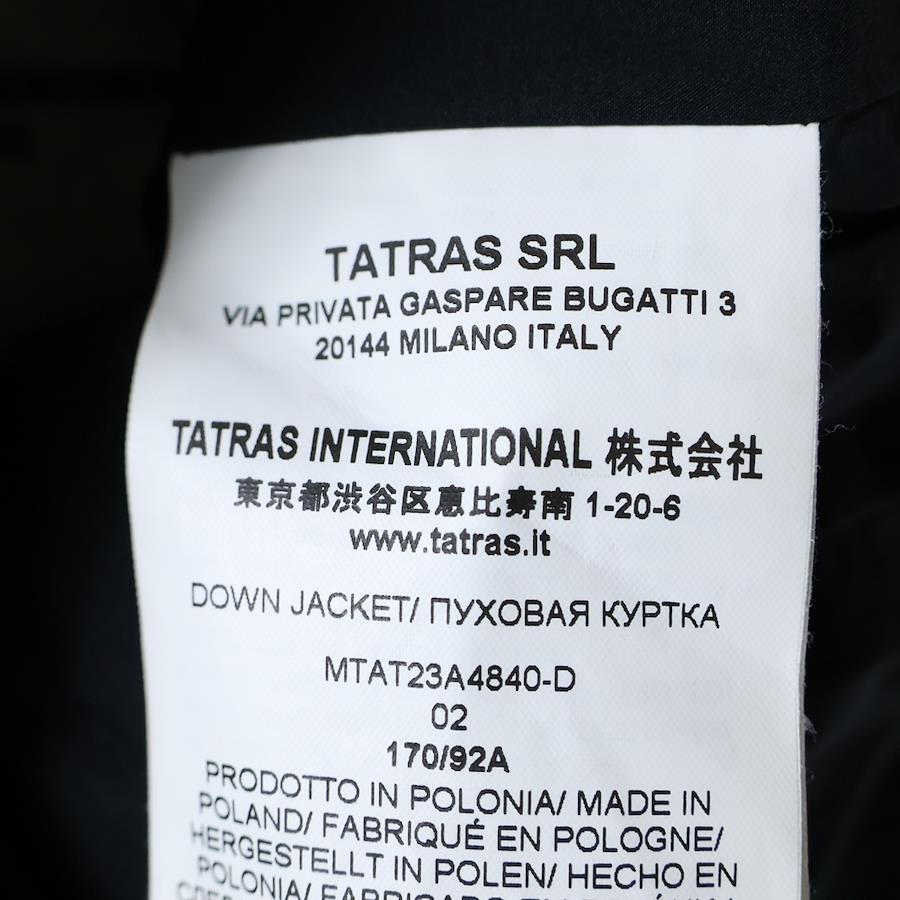 TATRAS SRL
VIA PRIVATA GASPARE BUGATTI 3
20144 MILANO ITALY
TATRAS INTERNATIONAL 株式会社
東京都渋谷区恵比寿南 1-20-6
www.tatras.it
DOWN JACKET/ ПУХОВАЯ КУРТКА
MTAT23A4840-D
02
170/92A
PRODOTTO IN POLONIA/ MADE IN
POLAND/ FABRIQUÉ EN POLOGNE/
HERGESTELLT IN POLEN/ HECHO EN
POLONIA/ FABRICADO EN